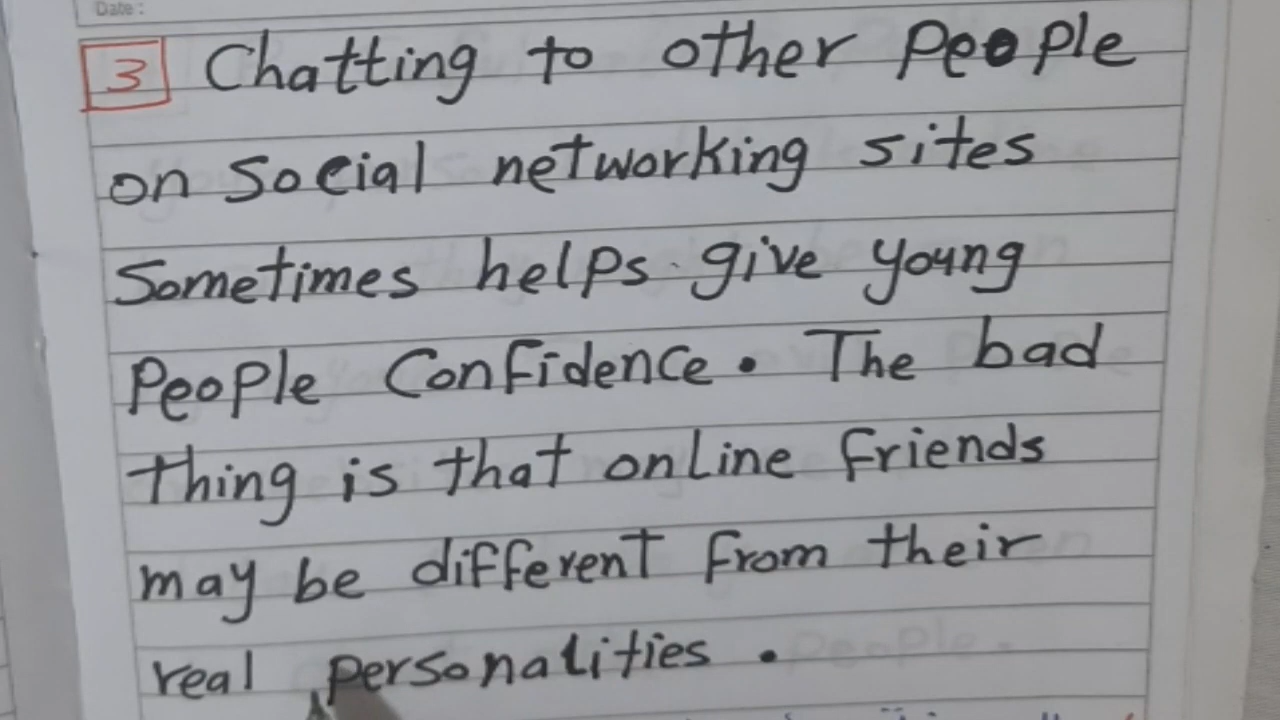 Date :
3 Chatting to other People
on Social networking sites
Sometimes helps give young
People Confidence. The bad
thing is that online friends
may be different from their
real personalities.